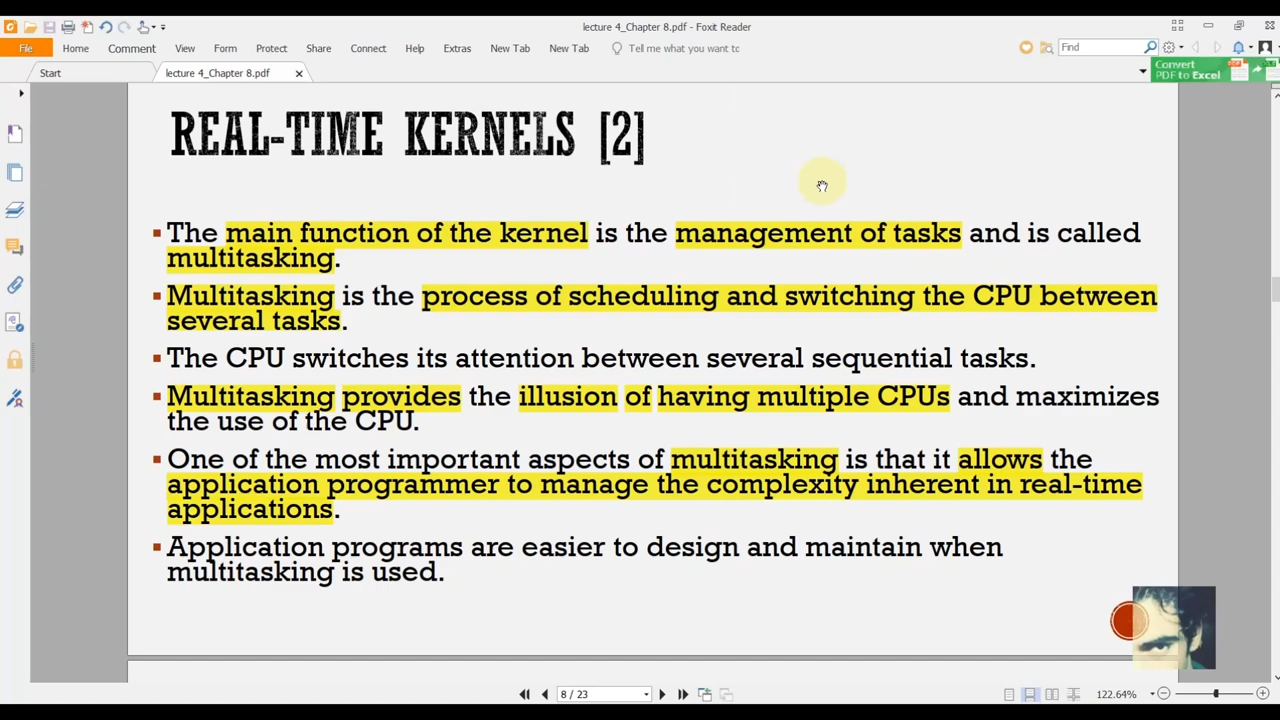 lecture 4_Chapter 8.pdf - Foxit Reader
File Home Comment View Form Protect Share Connect Help Extras New Tab New Tab Tell me what you want to Find
Start lecture 4_Chapter 8.pdf
Convert
PDF to Excel
REAL-TIME KERNELS [2]
The main function of the kernel is the management of tasks and is called
multitasking.
Multitasking is the process of scheduling and switching the CPU between
several tasks.
The CPU switches its attention between several sequential tasks.
Multitasking provides the illusion of having multiple CPUs and maximizes
the use of the CPU.
One of the most important aspects of multitasking is that it allows the
application programmer to manage the complexity inherent in real-time
applications.
Application programs are easier to design and maintain when
multitasking is used.
8 / 23 122.64%